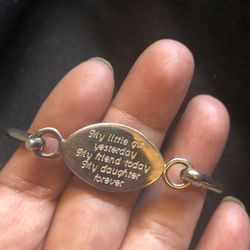 My little girl
yesterday
My friend today
My daughter
forever